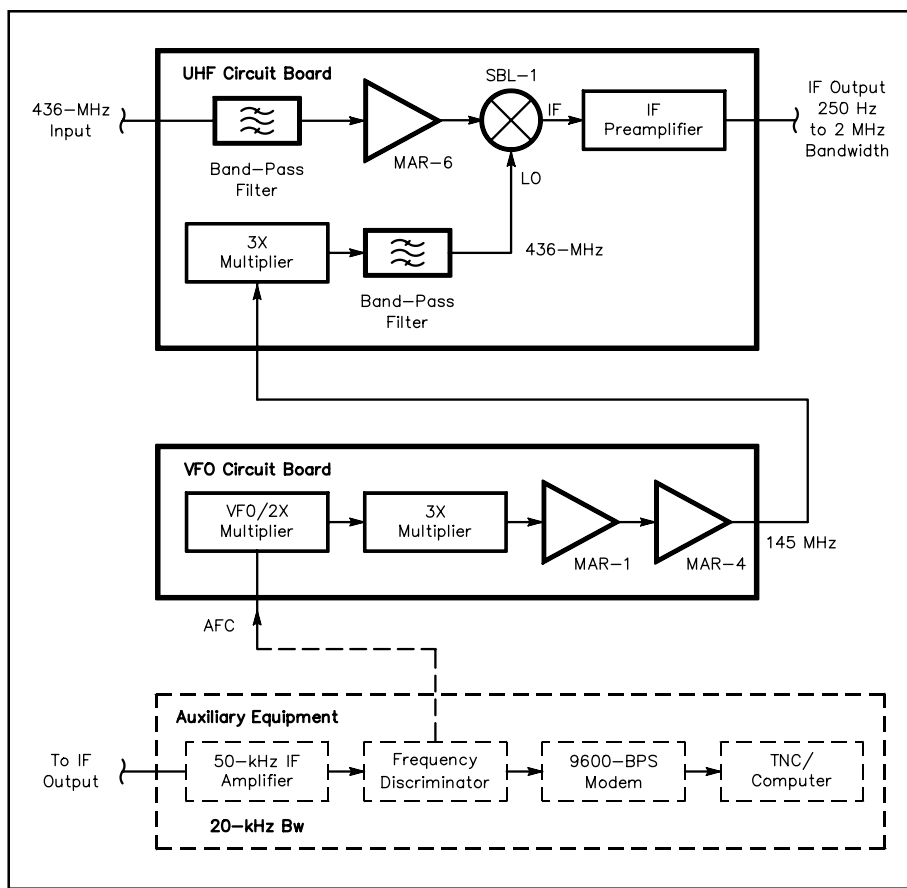 UHF Circuit Board
SBL-1
436-MHz
Input
IF
IF
Preamplifier
IF Output
250 Hz
to 2 MHz
Bandwidth
MAR-6
Band-Pass
Filter
LO
3X
Multiplier
436-MHz
Band-Pass
Filter
VFO Circuit Board
VFO/2X
Multiplier
3X
Multiplier
MAR-1
MAR-4
145 MHz
AFC
Auxiliary Equipment
To IF
Output
50-kHz IF
Amplifier
Frequency
Discriminator
9600-BPS
Modem
TNC/
Computer
20-kHz Bw